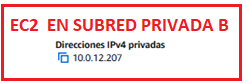 EC2 EN SUBRED PRIVADA B
Direcciones IPv4 privadas
10.0.12.207